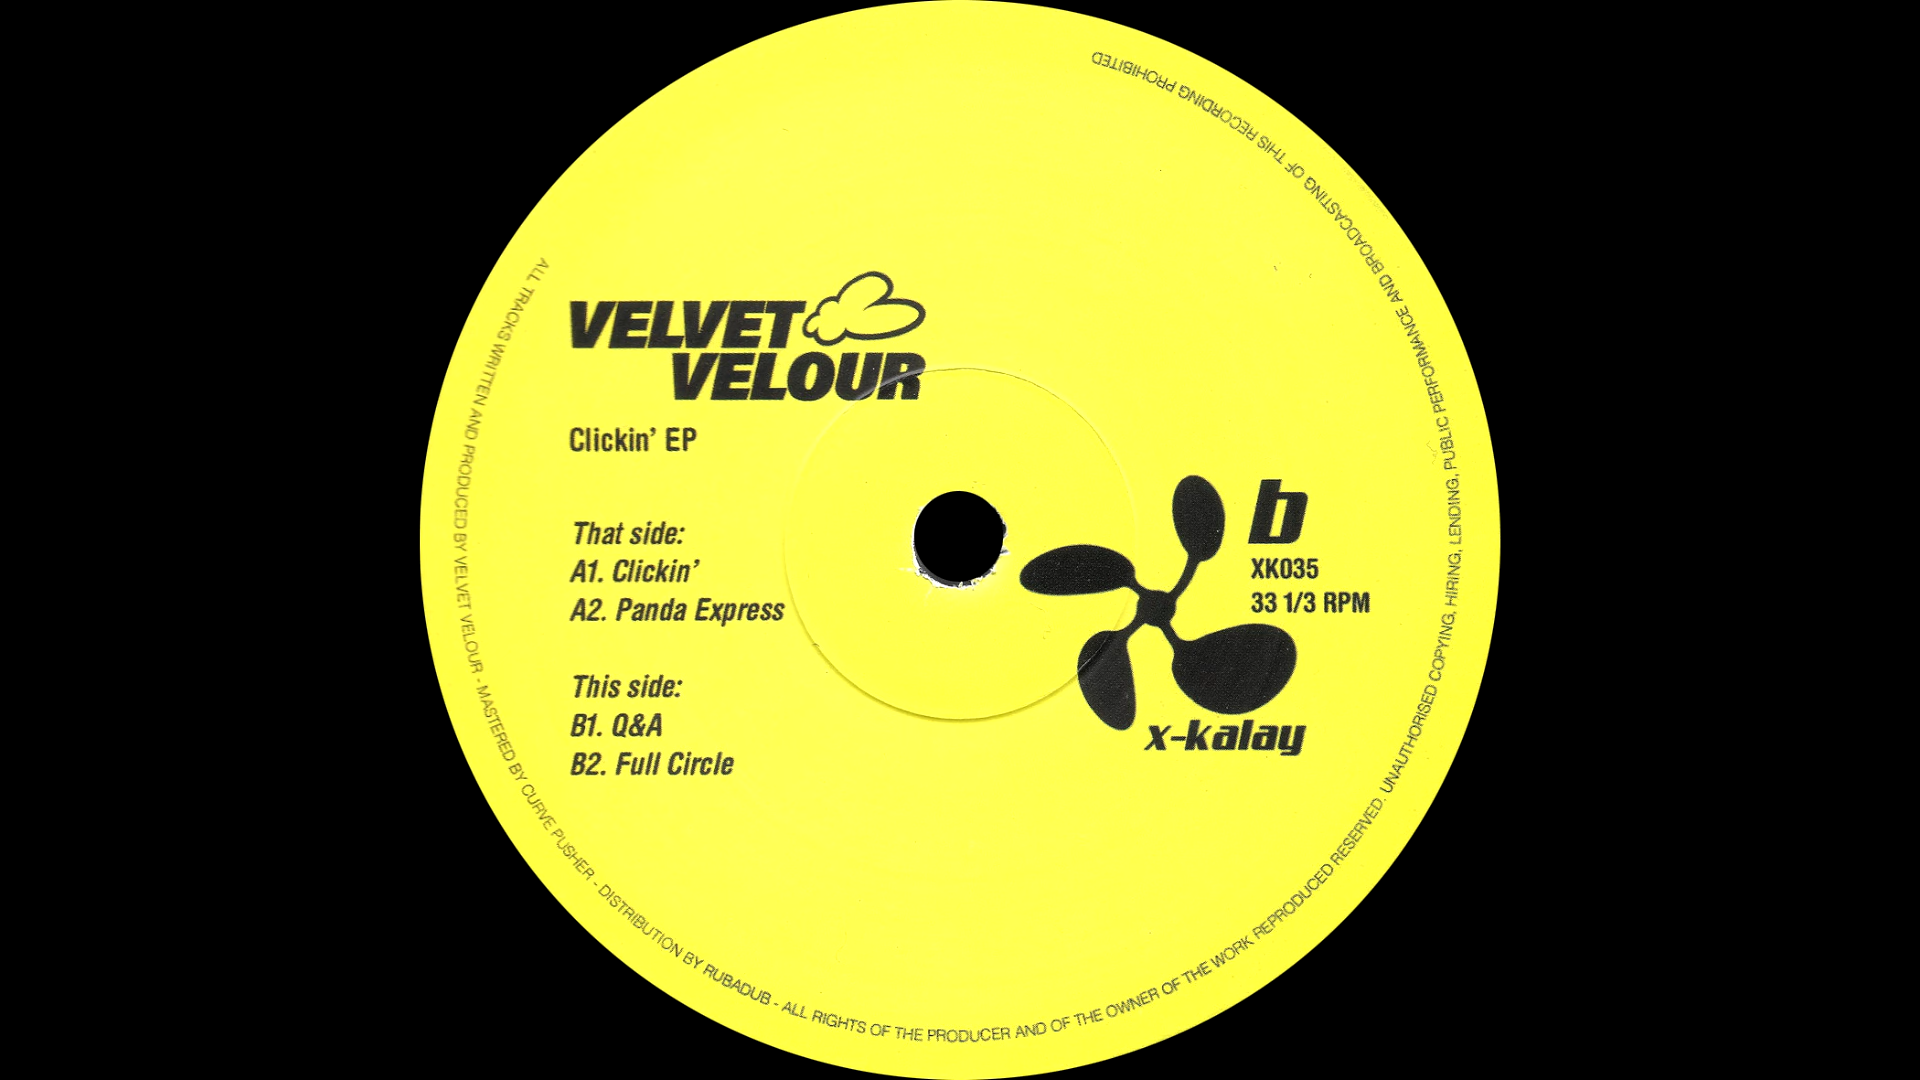 VELVET
VELOUR
Clickin’ EP
That side:
A1. Clickin’
A2. Panda Express
This side:
B1. Q&A
B2. Full Circle
b
XK035
33 1/3 RPM
x-kalay
ALL TRACKS WRITTEN AND PRODUCED BY VELVET VELOUR - MASTERED BY CURVE PUSHER - DISTRIBUTION BY RUBADUB - ALL RIGHTS OF THE PRODUCER AND OF THE OWNER OF THE WORK REPRODUCED RESERVED. UNAUTHORISED COPYING, HIRING, LENDING, PUBLIC PERFORMANCE AND BROADCASTING OF THIS RECORDING PROHIBITED